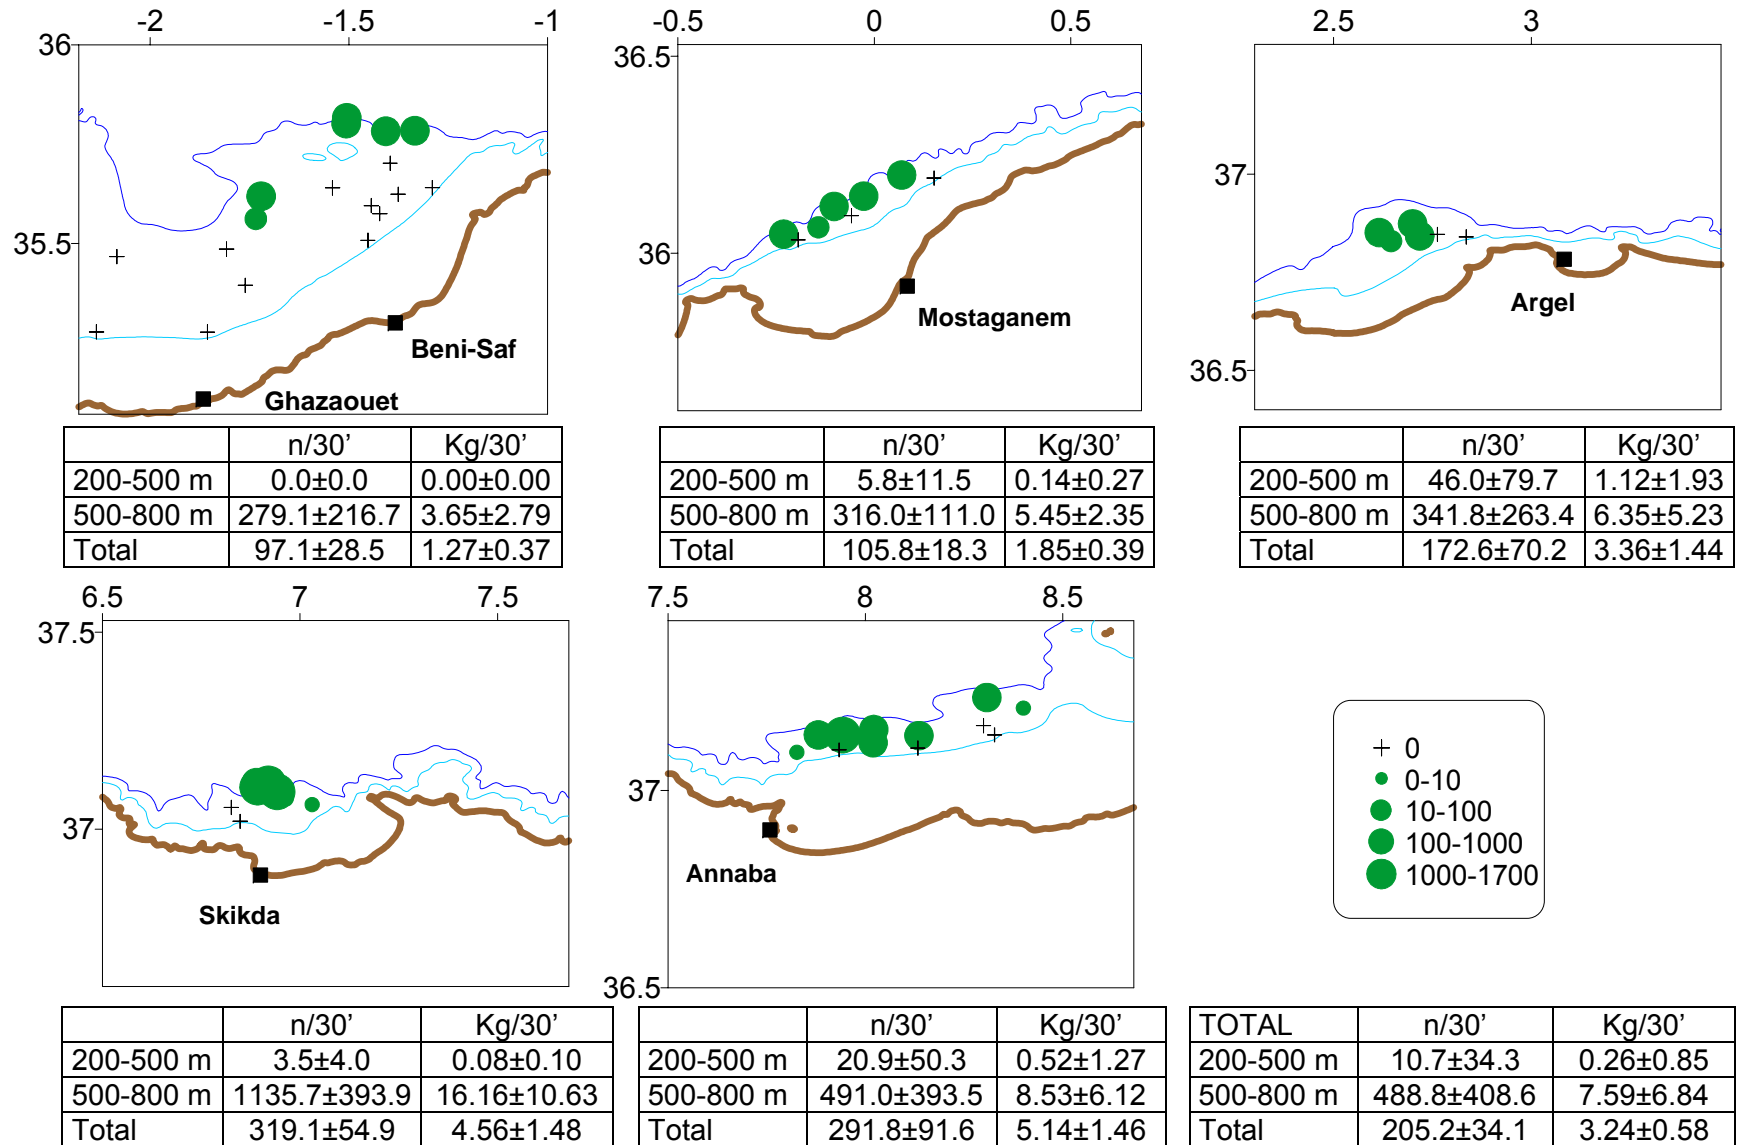 -2 -1.5 -1
36
35.5
Beni-Saf
Ghazaouet
n/30’ Kg/30’
200-500 m 0.0±0.0 0.00±0.00
500-800 m 279.1±216.7 3.65±2.79
Total 97.1±28.5 1.27±0.37
-0.5 0 0.5
36.5
36
Mostaganem
n/30’ Kg/30’
200-500 m 5.8±11.5 0.14±0.27
500-800 m 316.0±111.0 5.45±2.35
Total 105.8±18.3 1.85±0.39
2.5 3
37
36.5
Argel
n/30’ Kg/30’
200-500 m 46.0±79.7 1.12±1.93
500-800 m 341.8±263.4 6.35±5.23
Total 172.6±70.2 3.36±1.44
6.5 7 7.5
37.5
37
Skikda
n/30’ Kg/30’
200-500 m 3.5±4.0 0.08±0.10
500-800 m 1135.7±393.9 16.16±10.63
Total 319.1±54.9 4.56±1.48
7.5 8 8.5
37
36.5
Annaba
n/30’ Kg/30’
200-500 m 20.9±50.3 0.52±1.27
500-800 m 491.0±393.5 8.53±6.12
Total 291.8±91.6 5.14±1.46
0
0-10
10-100
100-1000
1000-1700
TOTAL n/30’ Kg/30’
200-500 m 10.7±34.3 0.26±0.85
500-800 m 488.8±408.6 7.59±6.84
Total 205.2±34.1 3.24±0.58